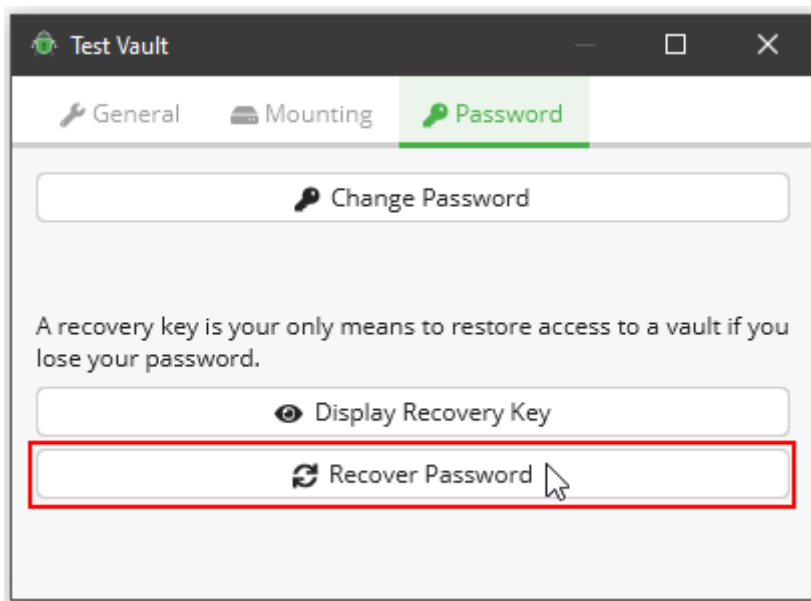 Test Vault
General Mounting Password
Change Password
A recovery key is your only means to restore access to a vault if you
lose your password.
Display Recovery Key
Recover Password